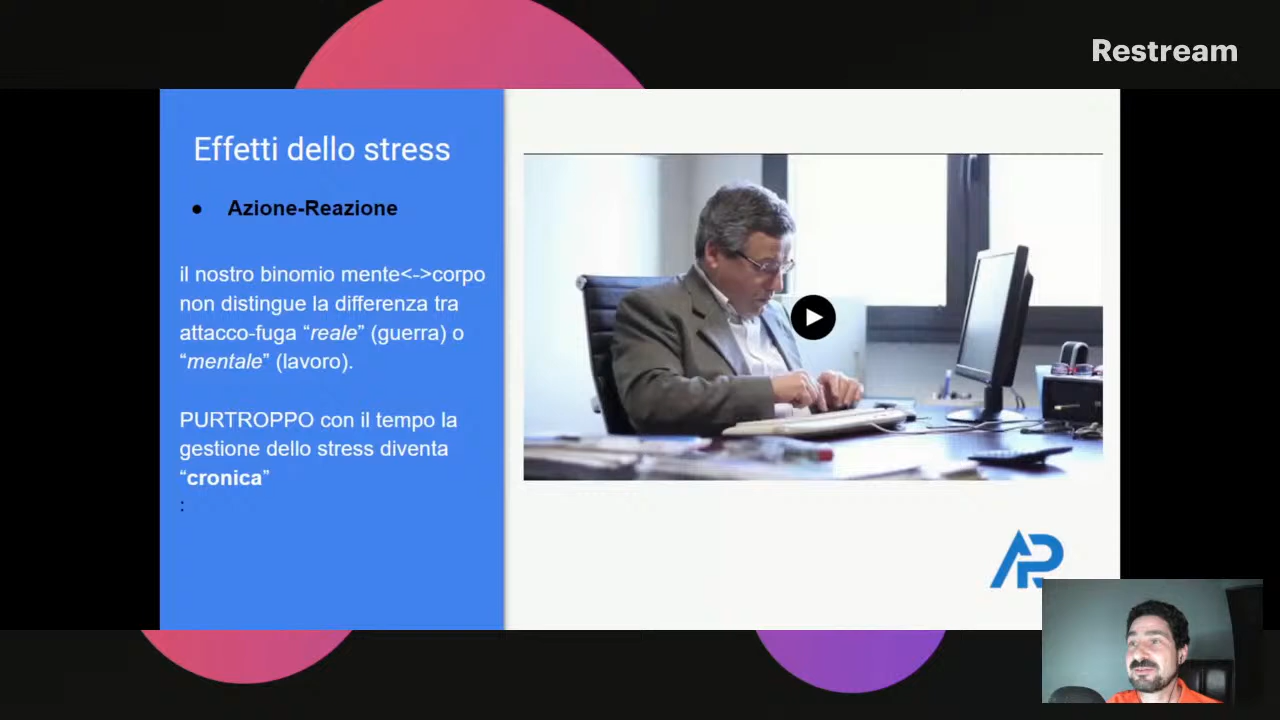 Restream
Effetti dello stress
● Azione-Reazione
il nostro binomio mente<->corpo
non distingue la differenza tra
attacco-fuga “reale” (guerra) o
“mentale” (lavoro).
PURTROPPO con il tempo la
gestione dello stress diventa
“cronica”
:
AP